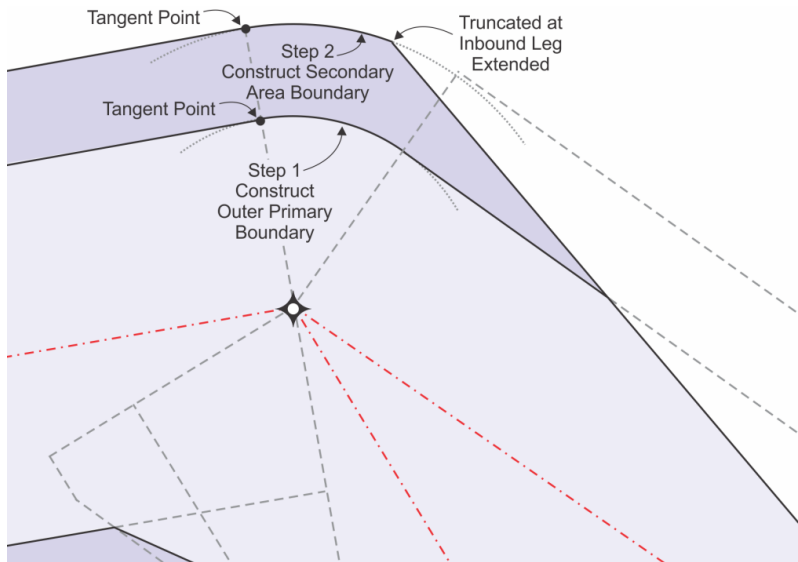 Tangent Point
Truncated at
Inbound Leg
Extended
Step 2
Construct Secondary
Area Boundary
Tangent Point
Step 1
Construct
Outer Primary
Boundary